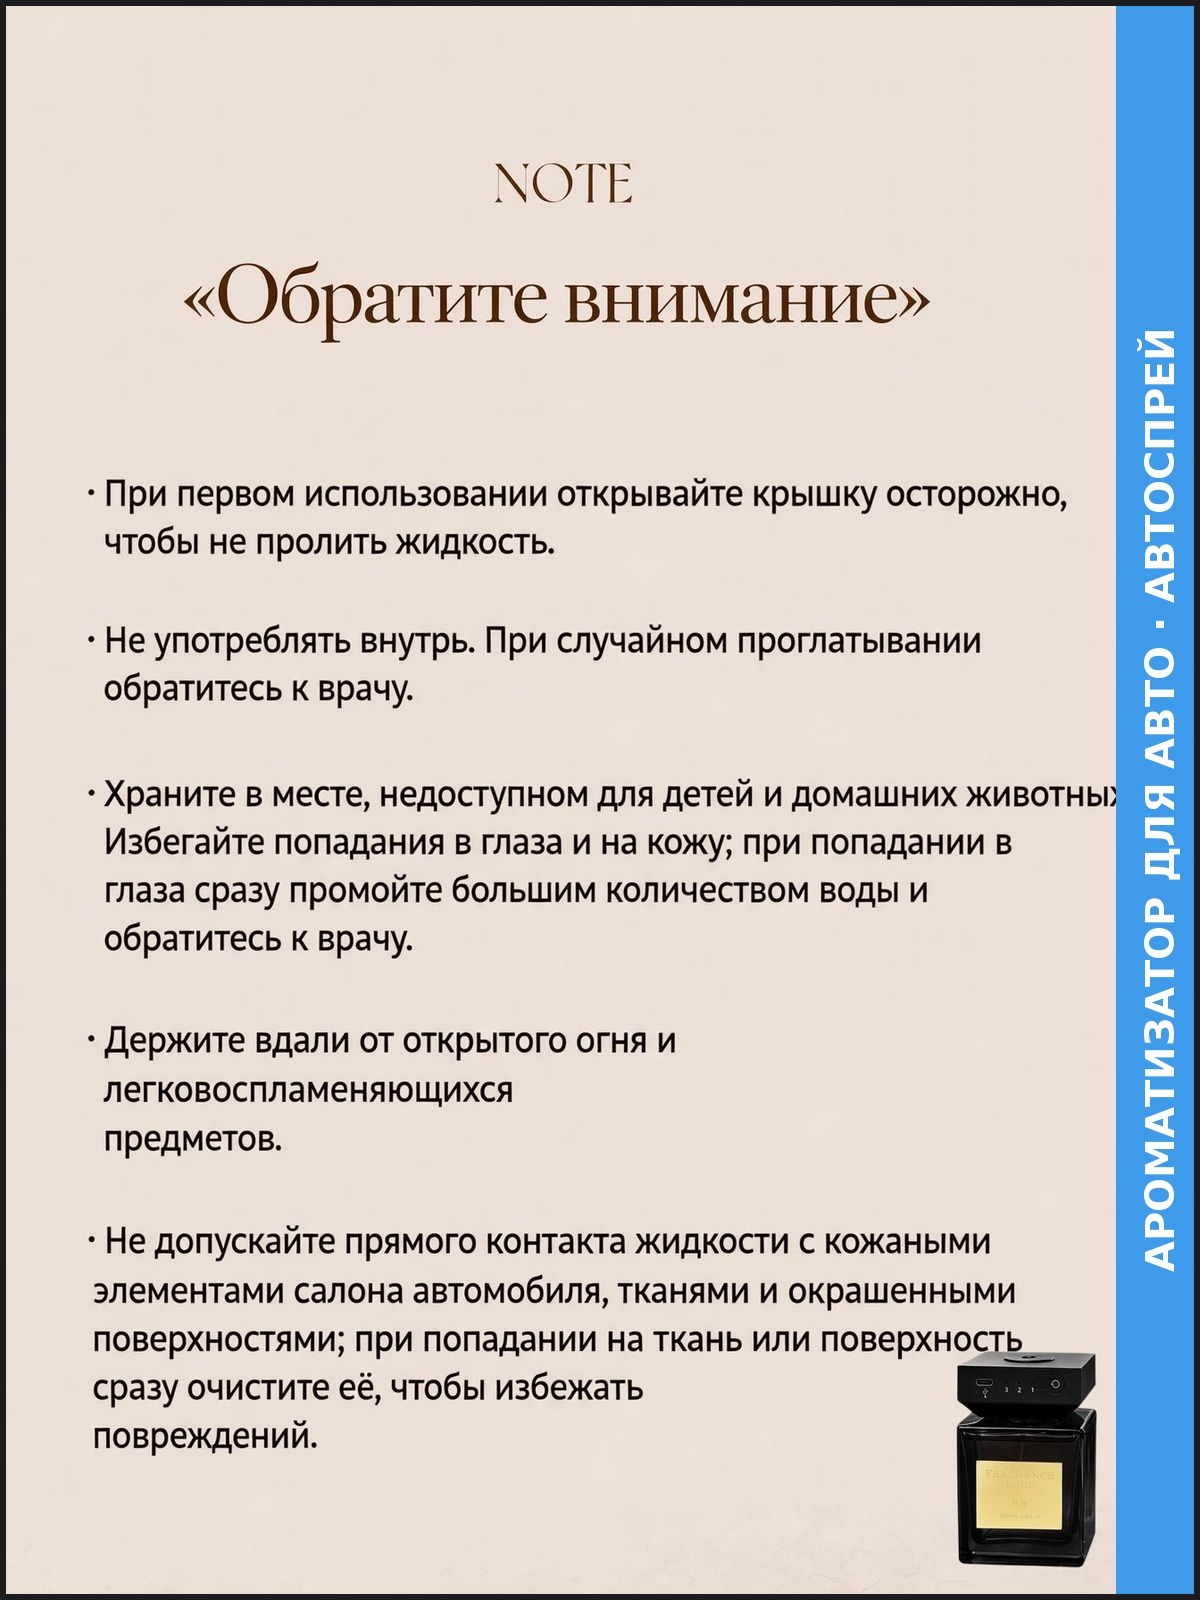 NOTE
«Обратите внимание»
· При первом использовании открывайте крышку осторожно,
чтобы не пролить жидкость.
· Не употреблять внутрь. При случайном проглатывании
обратитесь к врачу.
· Храните в месте, недоступном для детей и домашних животных
Избегайте попадания в глаза и на кожу; при попадании в
глаза сразу промойте большим количеством воды и
обратитесь к врачу.
· Держите вдали от открытого огня и
легковоспламеняющихся
предметов.
· Не допускайте прямого контакта жидкости с кожаными
элементами салона автомобиля, тканями и окрашенными
поверхностями; при попадании на ткань или поверхность
сразу очистите её, чтобы избежать
повреждений.
3 2 1
FRAGRANCE
АРОМАТИЗАТОР ДЛЯ АВТО · АВТОСПРЕЙ